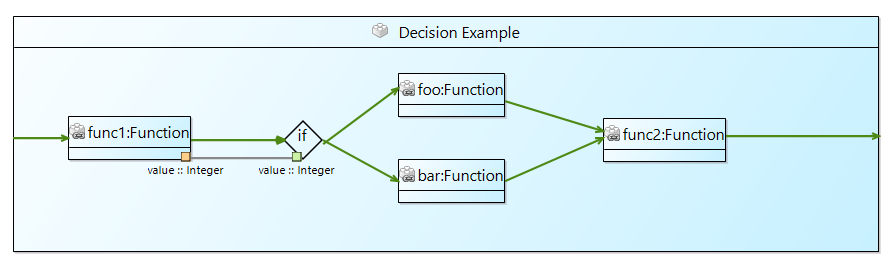 Decision Example
func1:Function
value :: Integer
if
value :: Integer
foo:Function
bar:Function
func2:Function